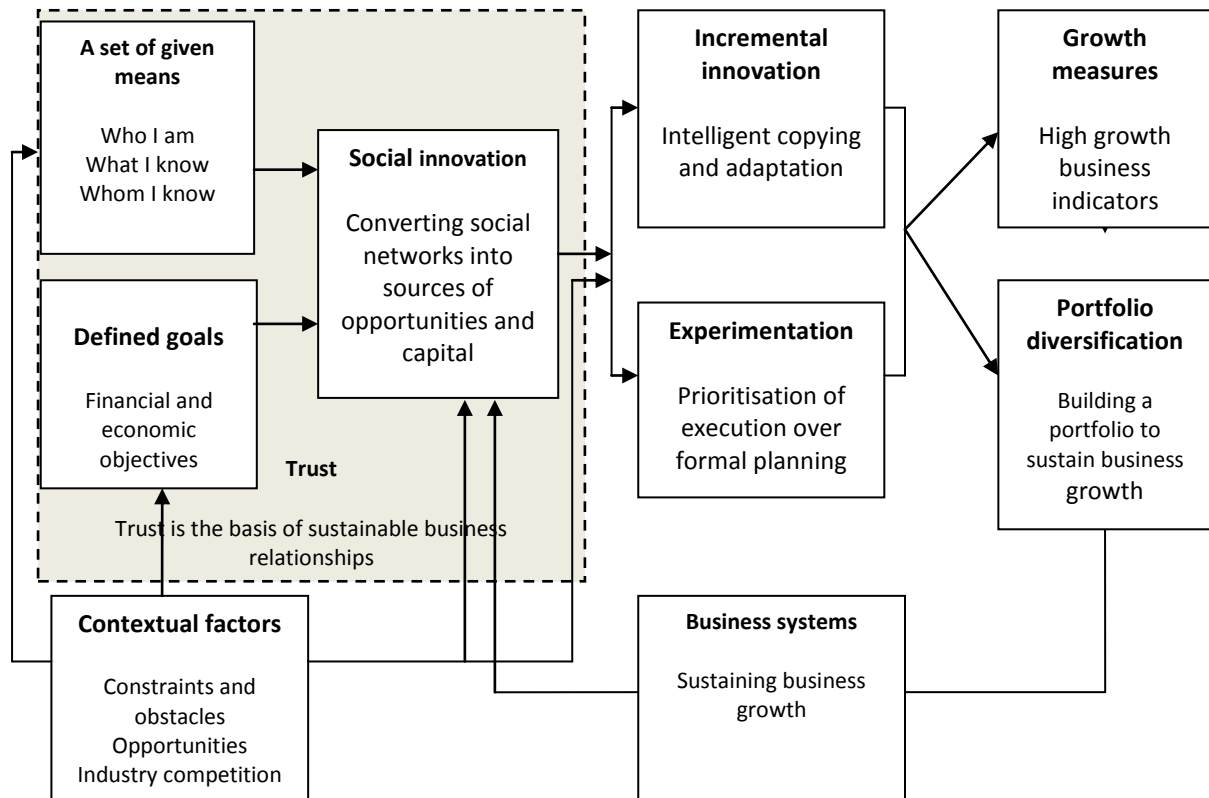 A set of given
means
Who I am
What I know
Whom I know
Defined goals
Financial and
economic
objectives
Social innovation
Converting social
networks into
sources of
opportunities and
capital
Trust
Trust is the basis of sustainable business
relationships
Incremental
innovation
Intelligent copying
and adaptation
Experimentation
Prioritisation of
execution over
formal planning
Growth
measures
High growth
business
indicators
Portfolio
diversification
Building a
portfolio to
sustain business
growth
Contextual factors
Constraints and
obstacles
Opportunities
Industry competition
Business systems
Sustaining business
growth